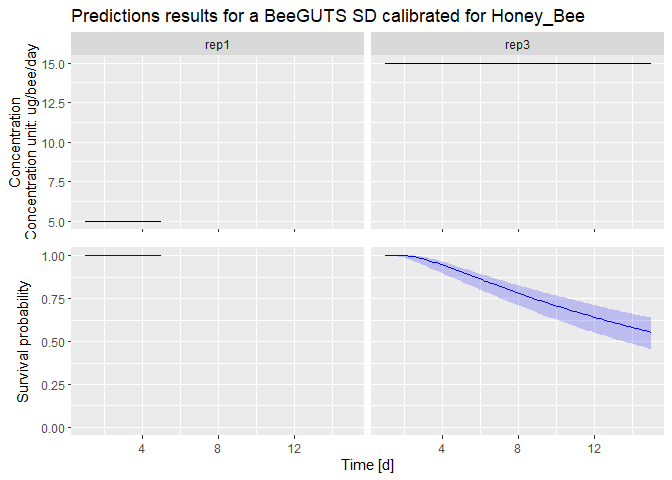 Predictions results for a BeeGUTS SD calibrated for Honey_Bee
rep1
rep3
Concentration
Concentration unit: ug/bee/day
15.0
12.5
10.0
7.5
5.0
Survival probability
1.00
0.75
0.50
0.25
0.00
4
8
12
4
8
12
Time [d]